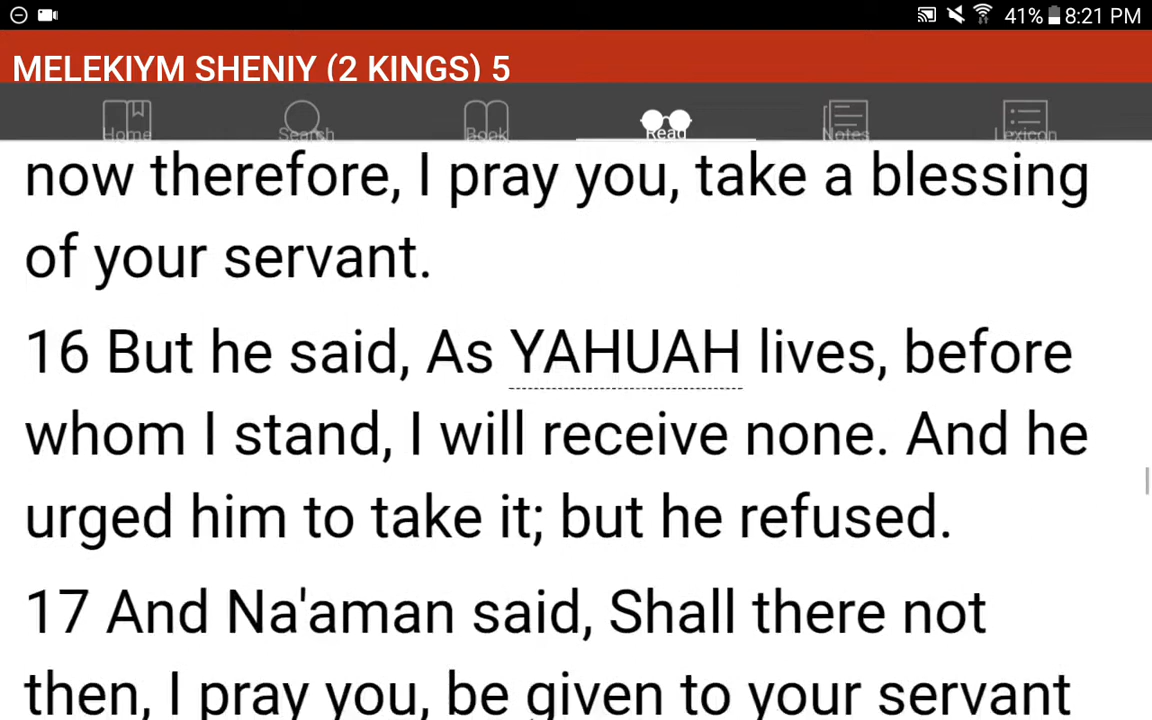 41% 8:21 PM
MELEKIYM SHENIY (2 KINGS) 5
Home Search Book Read Notes Lexicon
now therefore, I pray you, take a blessing
of your servant.
16 But he said, As YAHUAH lives, before
whom I stand, I will receive none. And he
urged him to take it; but he refused.
17 And Na'aman said, Shall there not
then, I pray you, be given to your servant